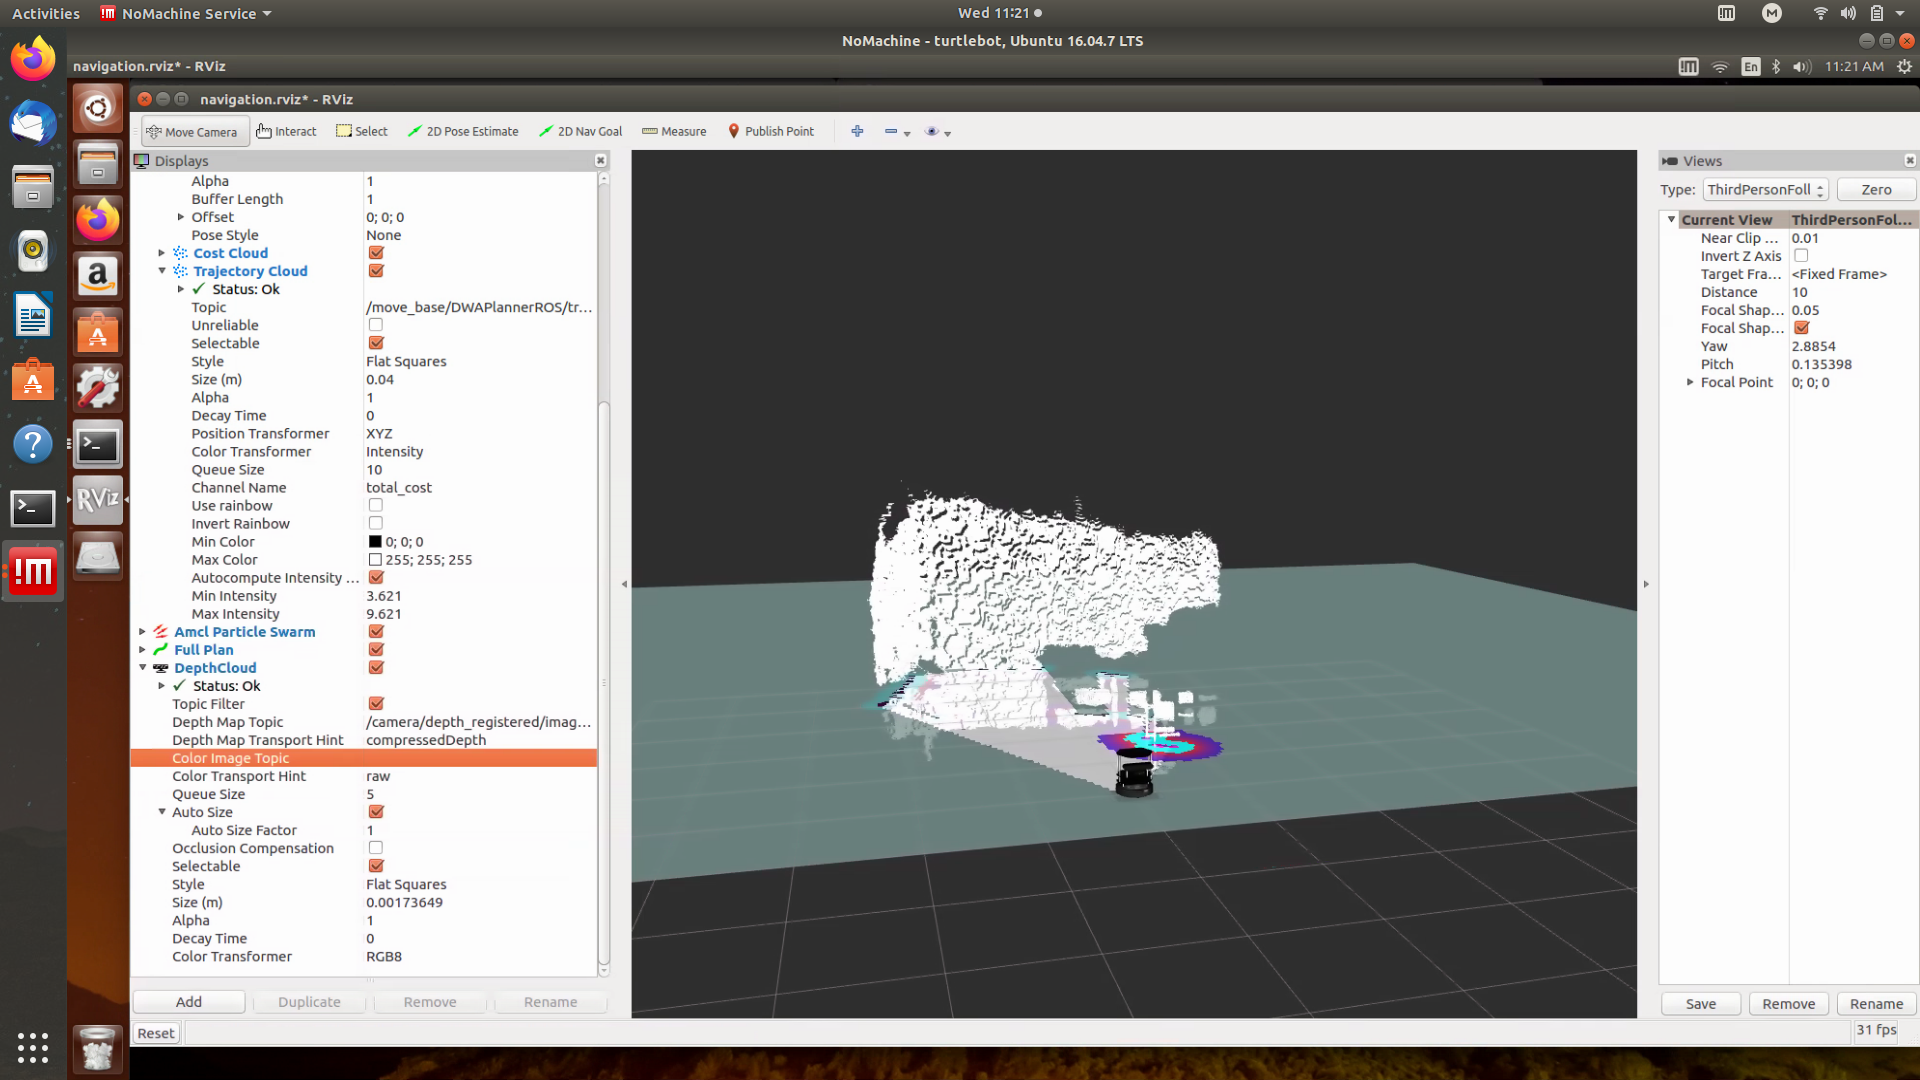 Activities
NoMachine Service
Wed 11:21
NoMachine - turtlebot, Ubuntu 16.04.7 LTS
navigation.rviz* - RViz
En
11:21 AM
navigation.rviz* - RViz
Move Camera
Interact
Select
2D Pose Estimate
2D Nav Goal
Measure
Publish Point
Displays
Alpha 1
Buffer Length 1
Offset 0; 0; 0
Pose Style None
Cost Cloud
Trajectory Cloud
Status: Ok
Topic /move_base/DWAPlannerROS/tr...
Unreliable
Selectable
Style Flat Squares
Size (m) 0.04
Alpha 1
Decay Time 0
Position Transformer XYZ
Color Transformer Intensity
Queue Size 10
Channel Name total_cost
Use rainbow
Invert Rainbow
Min Color 0; 0; 0
Max Color 255; 255; 255
Autocompute Intensity ...
Min Intensity 3.621
Max Intensity 9.621
Amcl Particle Swarm
Full Plan
DepthCloud
Status: Ok
Topic Filter
Depth Map Topic /camera/depth_registered/imag...
Depth Map Transport Hint compressedDepth
Color Image Topic
Color Transport Hint raw
Queue Size 5
Auto Size
Auto Size Factor 1
Occlusion Compensation
Selectable
Style Flat Squares
Size (m) 0.00173649
Alpha 1
Decay Time 0
Color Transformer RGB8
Add
Duplicate
Remove
Rename
Reset
Views
Type: ThirdPersonFoll
Zero
Current View ThirdPersonFol...
Near Clip ... 0.01
Invert Z Axis
Target Fra... <Fixed Frame>
Distance 10
Focal Shap... 0.05
Focal Shap...
Yaw 2.8854
Pitch 0.135398
Focal Point 0; 0; 0
Save
Remove
Rename
31 fps
RViz